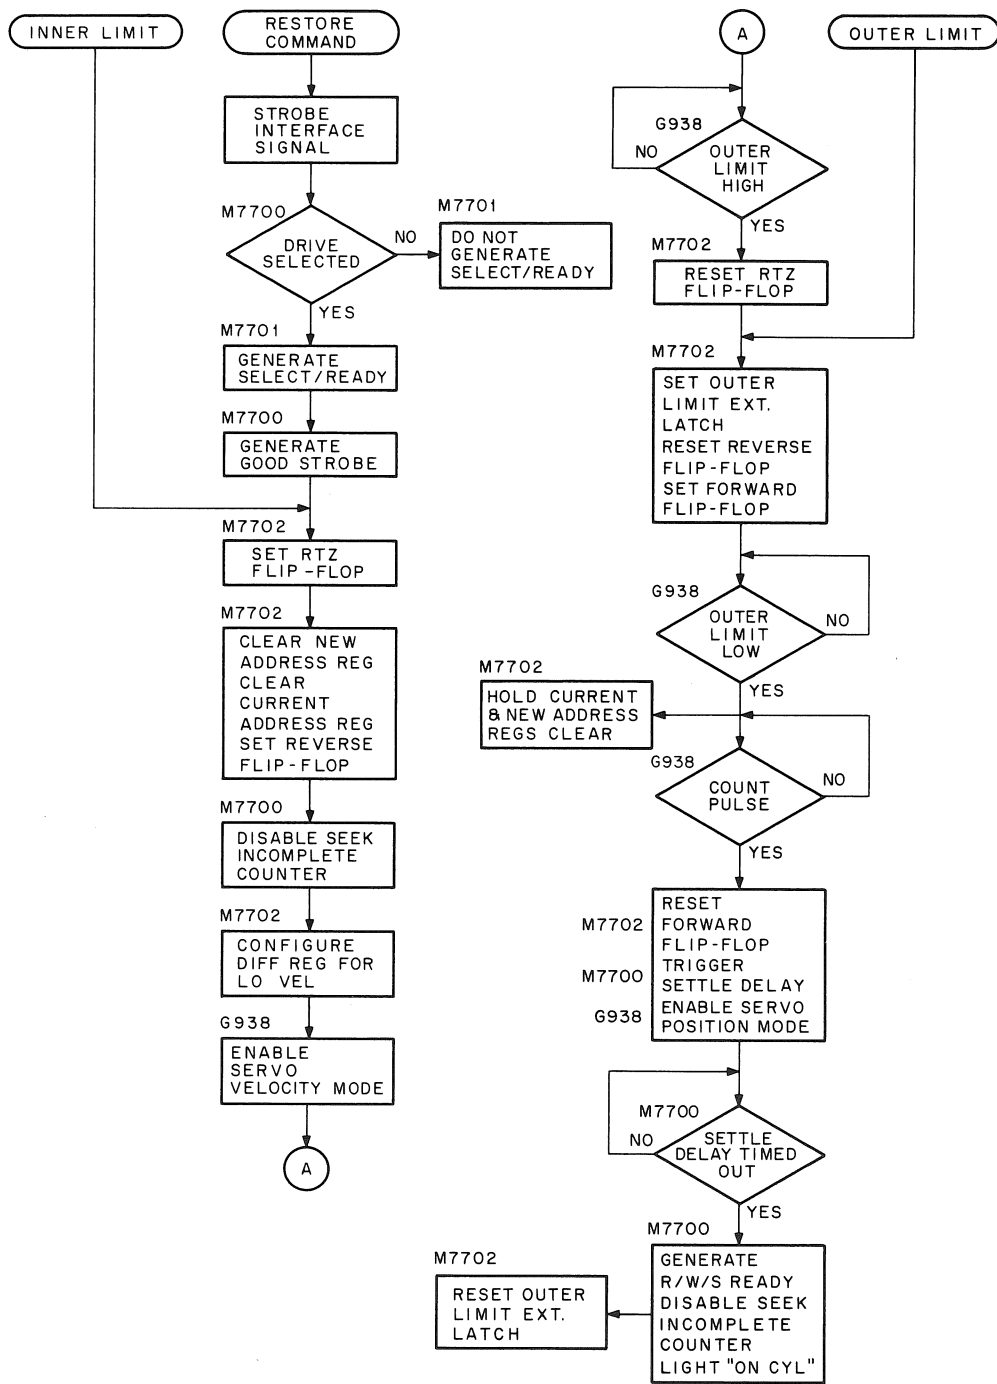 INNER LIMIT
RESTORE
COMMAND
STROBE
INTERFACE
SIGNAL
M7700
DRIVE
SELECTED
NO
M7701
DO NOT
GENERATE
SELECT/READY
YES
M7701
GENERATE
SELECT/READY
M7700
GENERATE
GOOD STROBE
M7702
SET RTZ
FLIP-FLOP
M7702
CLEAR NEW
ADDRESS REG
CLEAR
CURRENT
ADDRESS REG
SET REVERSE
FLIP-FLOP
M7700
DISABLE SEEK
INCOMPLETE
COUNTER
M7702
CONFIGURE
DIFF REG FOR
LO VEL
G938
ENABLE
SERVO
VELOCITY MODE
A
A
OUTER LIMIT
G938
NO
OUTER
LIMIT
HIGH
YES
M7702
RESET RTZ
FLIP-FLOP
M7702
SET OUTER
LIMIT EXT.
LATCH
RESET REVERSE
FLIP-FLOP
SET FORWARD
FLIP-FLOP
G938
OUTER
LIMIT
LOW
NO
YES
M7702
HOLD CURRENT
& NEW ADDRESS
REGS CLEAR
G938
COUNT
PULSE
NO
YES
RESET
M7702 FORWARD
FLIP-FLOP
TRIGGER
M7700 SETTLE DELAY
G938 ENABLE SERVO
POSITION MODE
M7700
NO
SETTLE
DELAY TIMED
OUT
YES
M7700
GENERATE
R/W/S READY
DISABLE SEEK
INCOMPLETE
COUNTER
LIGHT "ON CYL"
M7702
RESET OUTER
LIMIT EXT.
LATCH